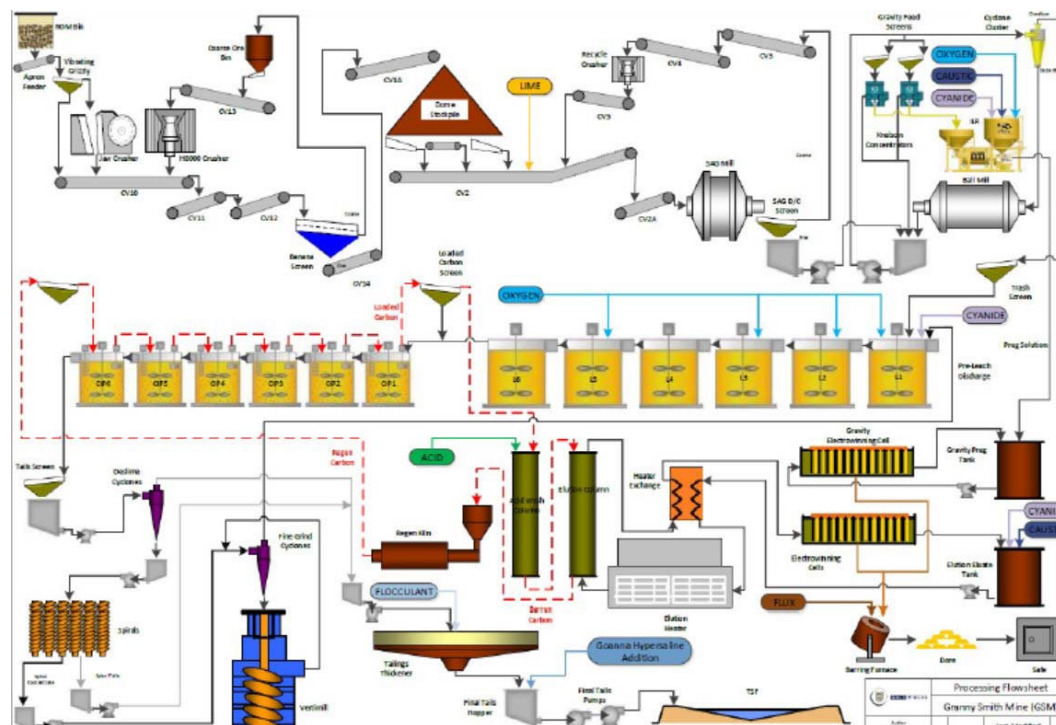 ROM Bin
Apron
Feeder
Vibrating
Grizzly
Jaw Crusher
H6000 Crusher
Coarse Ore
Bin
CV13
CV10
CV11
CV12
Banana
Screen
CV14
CV1A
Dome
Stockpile
CV2
LIME
Recycle
Crusher
CV3
CV4
CV5
CV2A
SAG Mill
SAG D/C
Screen
Gravity Feed
Screens
Cyclone
Cluster
OXYGEN
CAUSTIC
CYANIDE
ILR
Knelson
Concentrators
Ball Mill
Trash
Screen
CYANIDE
Preg Solution
Pre-Leach
Discharge
Loaded
Carbon
Screen
Loaded
Carbon
OXYGEN
CIP6
CIP5
CIP4
CIP3
CIP2
CIP1
L6
L5
L4
L3
L2
L1
Tails Screen
Deslime
Cyclones
Regen
Carbon
ACID
Acid Wash
Column
Elution Column
Heater
Exchange
Gravity
Electrowinning Cell
Gravity Preg
Tank
CYANI
CAUST
Electrowinning
Cells
Elution Eluate
Tank
Fine Grind
Cyclones
Regen Kiln
Spirals
Vertimill
FLOCCULANT
Barren
Carbon
Elution
Heater
Tailings
Thickener
Goanna Hypersaline
Addition
FLUX
Barring Furnace
Dore
Safe
Final Tails
Hopper
Final Tails
Pumps
TSF
Processing Flowsheet
Granny Smith Mine (GSM)